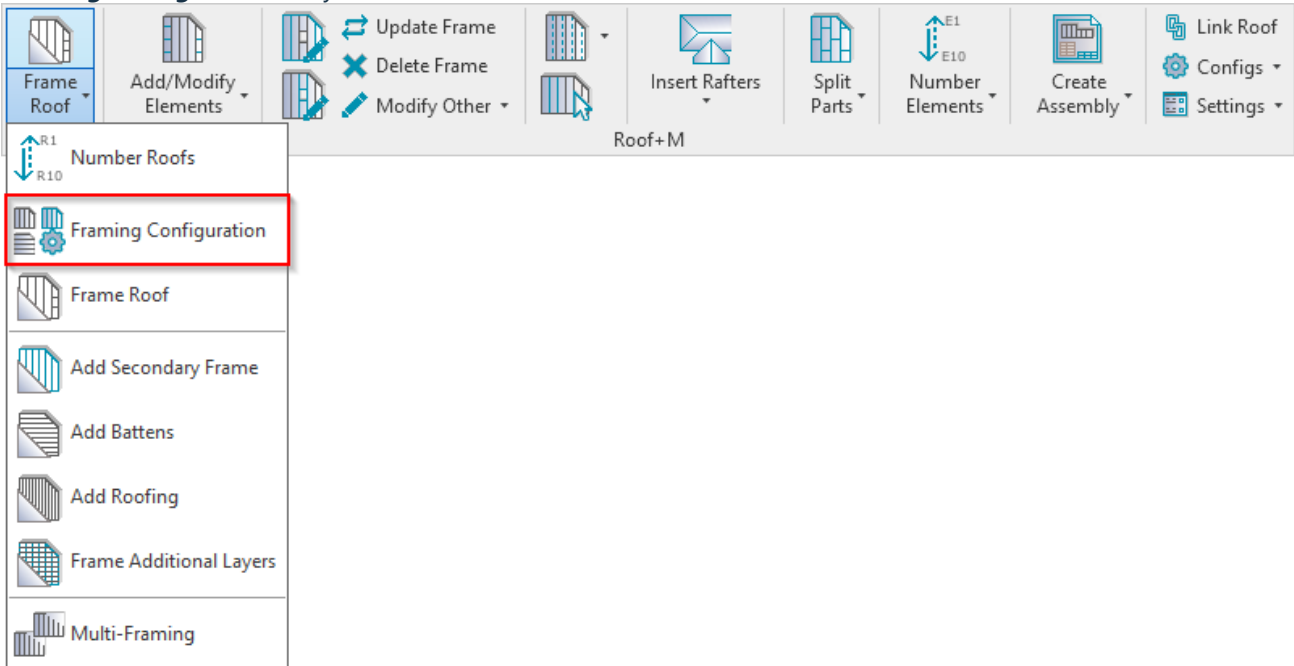 Update Frame
Delete Frame
Modify Other
Frame
Roof
Add/Modify
Elements
Insert Rafters
Split
Parts
E1
E10
Number
Elements
Create
Assembly
Link Roof
Configs
Settings
Roof+M
R1
R10
Number Roofs
Framing Configuration
Frame Roof
Add Secondary Frame
Add Battens
Add Roofing
Frame Additional Layers
Multi-Framing